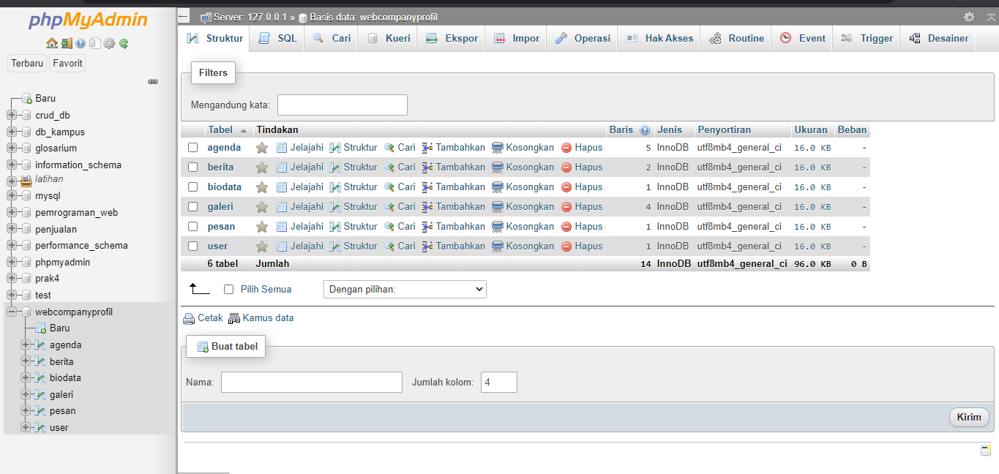 phpMyAdmin
Terbaru Favorit
Baru
crud_db
db_kampus
glosarium
information_schema
latihan
mysql
pemrograman_web
penjualan
performance_schema
phpmyadmin
prak4
test
webcompanyprofil
Baru
agenda
berita
biodata
galeri
pesan
user
Server: 127.0.0.1 » Basis data: webcompanyprofil
Struktur SQL Cari Kueri Ekspor Impor Operasi Hak Akses Routine Event Trigger Desainer
Filters
Mengandung kata:
Tabel Tindakan Baris Jenis Penyortiran Ukuran Beban
agenda Jelajahi Struktur Cari Tambahkan Kosongkan Hapus 5 InnoDB utf8mb4_general_ci 16.0 KB -
berita Jelajahi Struktur Cari Tambahkan Kosongkan Hapus 2 InnoDB utf8mb4_general_ci 16.0 KB -
biodata Jelajahi Struktur Cari Tambahkan Kosongkan Hapus 1 InnoDB utf8mb4_general_ci 16.0 KB -
galeri Jelajahi Struktur Cari Tambahkan Kosongkan Hapus 4 InnoDB utf8mb4_general_ci 16.0 KB -
pesan Jelajahi Struktur Cari Tambahkan Kosongkan Hapus 1 InnoDB utf8mb4_general_ci 16.0 KB -
user Jelajahi Struktur Cari Tambahkan Kosongkan Hapus 1 InnoDB utf8mb4_general_ci 16.0 KB -
6 tabel Jumlah 14 InnoDB utf8mb4_general_ci 96.0 KB 0 B
Pilih Semua Dengan pilihan:
Cetak Kamus data
Buat tabel
Nama: Jumlah kolom: 4
Kirim